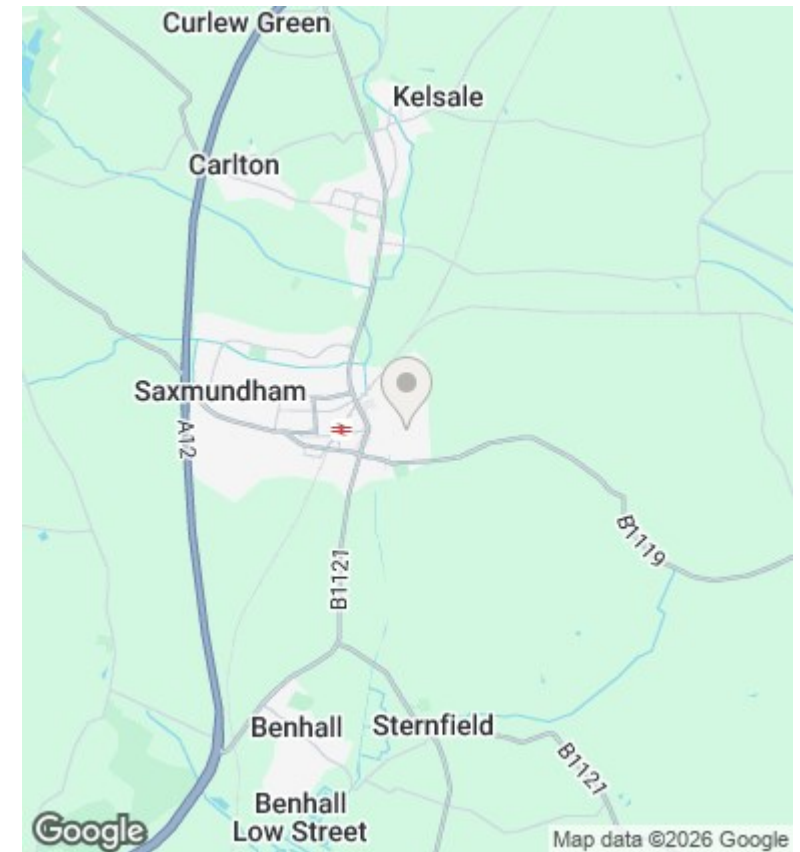 Curlew Green
Kelsale
Carlton
Saxmundham
A12
B1119
B1121
Benhall
Sternfield
B1121
Benhall
Low Street
Google
Map data ©2026 Google